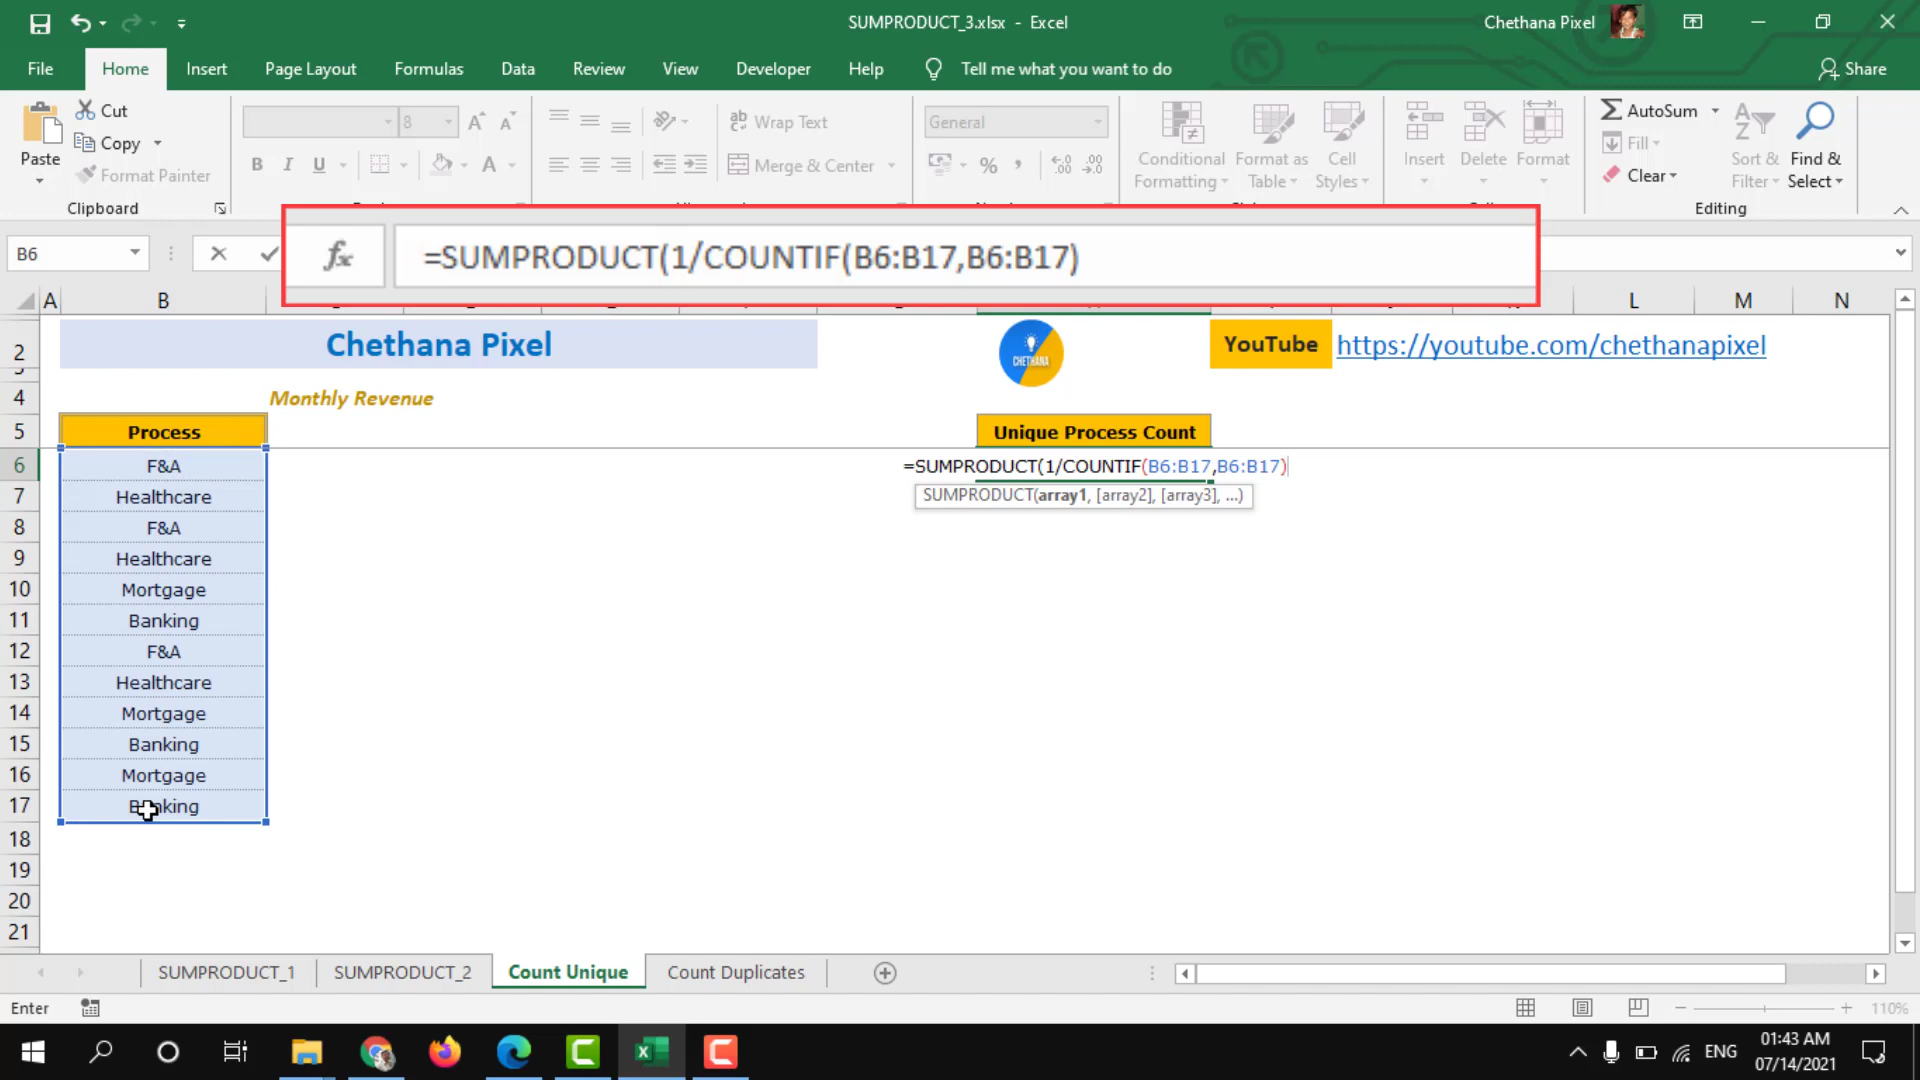 SUMPRODUCT_3.xlsx - Excel
Chethana Pixel
File Home Insert Page Layout Formulas Data Review View Developer Help Tell me what you want to do
Share
Paste
Cut
Copy
Format Painter
Clipboard
8
B I U A
Wrap Text
Merge & Center
General
%
Conditional Formatting
Format as Table
Cell Styles
Insert Delete Format
AutoSum
Fill
Clear
Sort & Filter
Find & Select
Editing
B6
fx
=SUMPRODUCT(1/COUNTIF(B6:B17,B6:B17)
A B L M N
2 Chethana Pixel CHETHANA YouTube https://youtube.com/chethanapixel
4 Monthly Revenue
5 Process Unique Process Count
6 F&A =SUMPRODUCT(1/COUNTIF(B6:B17,B6:B17)
7 Healthcare SUMPRODUCT(array1, [array2], [array3], ...)
8 F&A
9 Healthcare
10 Mortgage
11 Banking
12 F&A
13 Healthcare
14 Mortgage
15 Banking
16 Mortgage
17 Banking
18
19
20
21
SUMPRODUCT_1 SUMPRODUCT_2 Count Unique Count Duplicates
Enter
110%
ENG
01:43 AM
07/14/2021